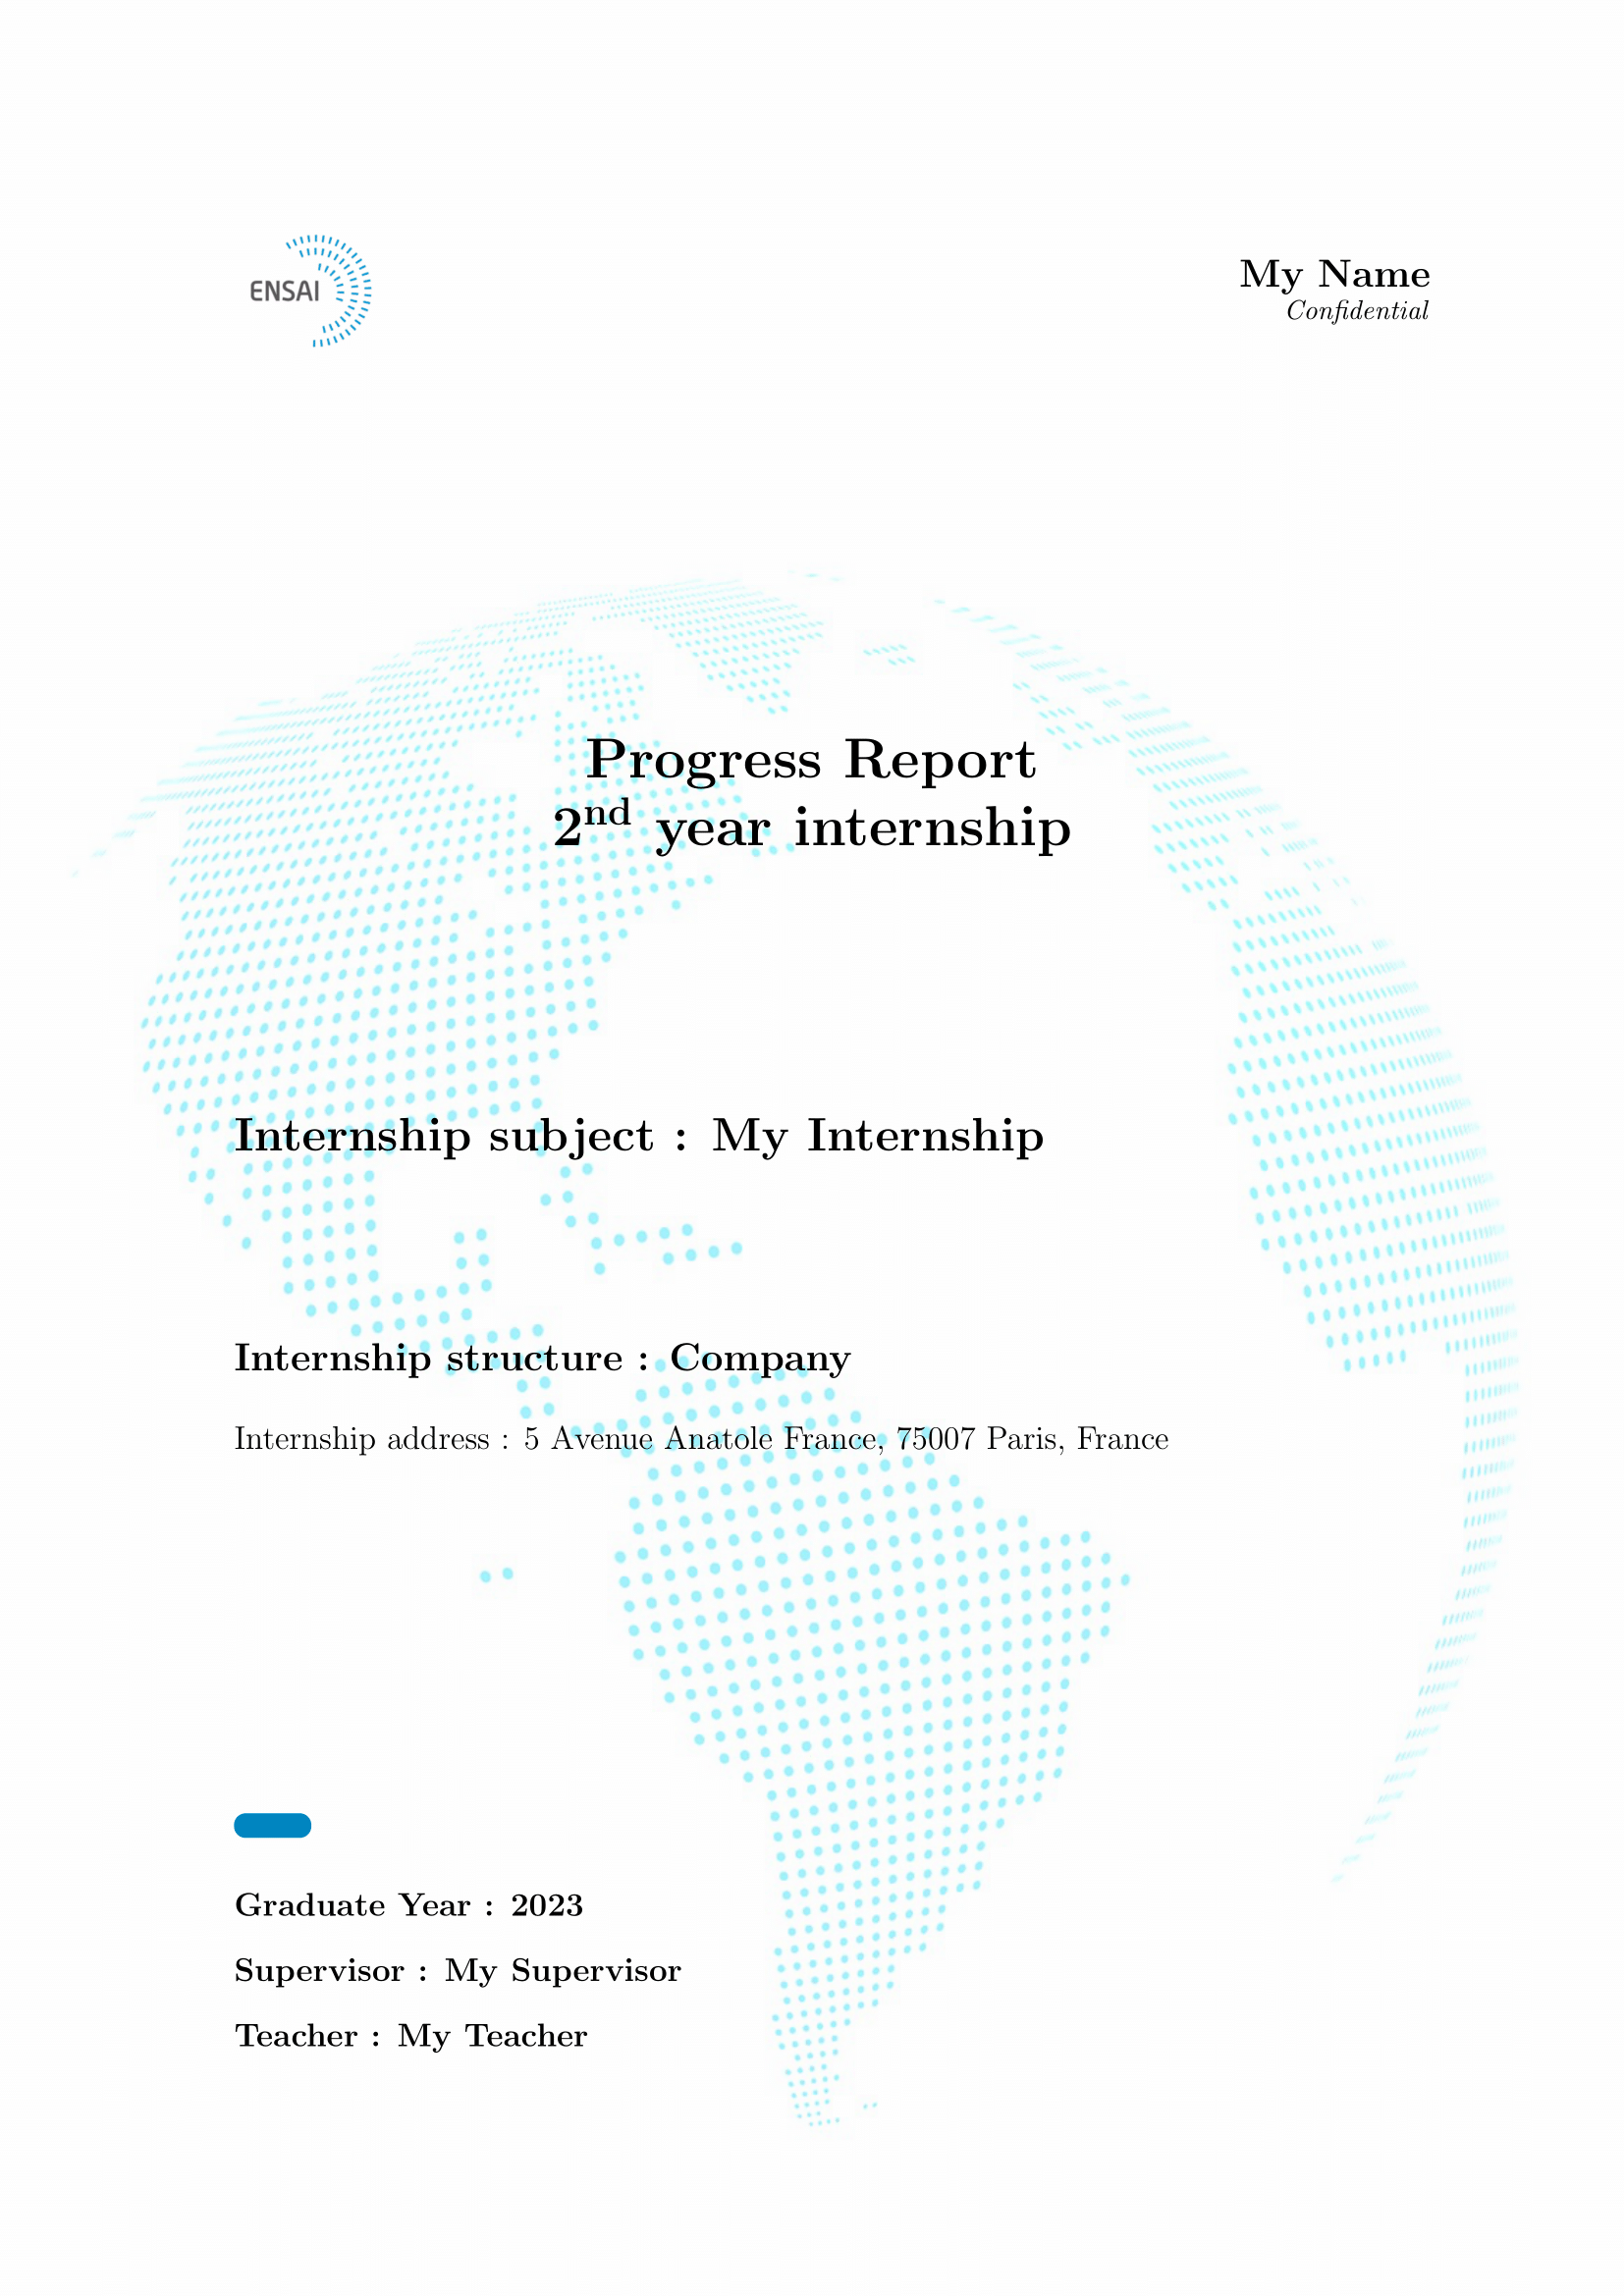 ENSAI
My Name
Confidential
Progress Report
2nd year internship
Internship subject : My Internship
Internship structure : Company
Internship address : 5 Avenue Anatole France, 75007 Paris, France
Graduate Year : 2023
Supervisor : My Supervisor
Teacher : My Teacher